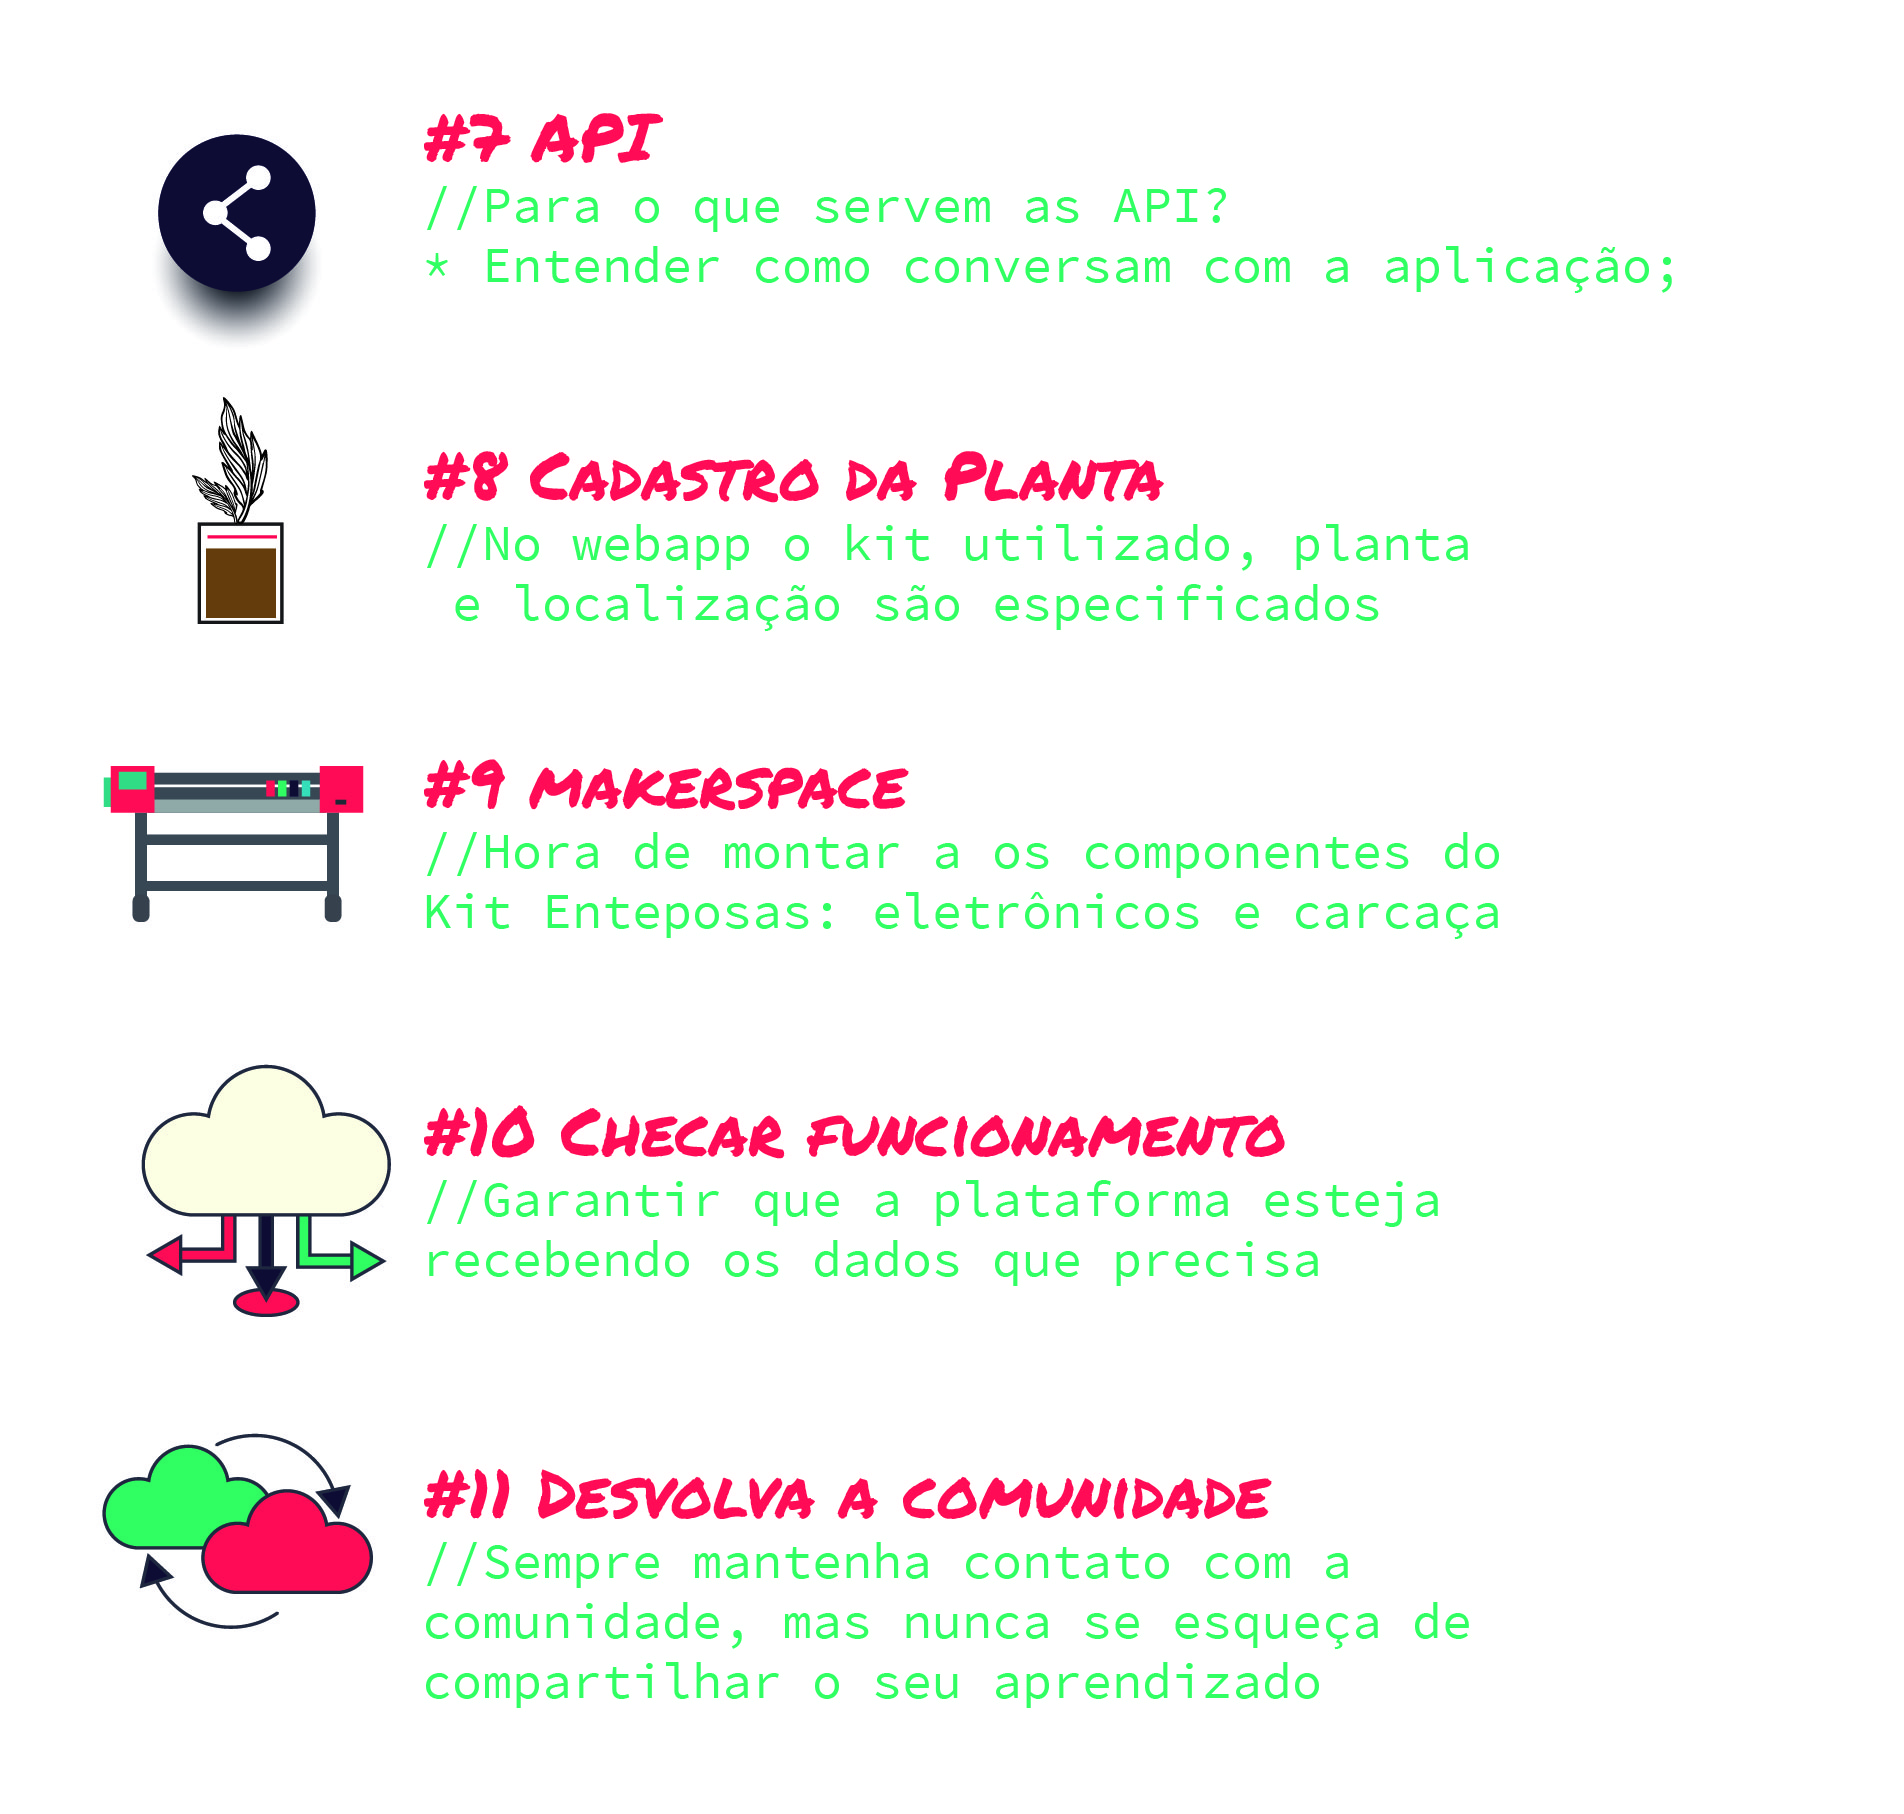 #7 API
//Para o que servem as API?
* Entender como conversam com a aplicação;
#8 Cadastro da Planta
//No webapp o kit utilizado, planta
e localização são especificados
#9 makerspace
//Hora de montar a os componentes do
Kit Enteposas: eletrônicos e carcaça
#10 Checar funcionamento
//Garantir que a plataforma esteja
recebendo os dados que precisa
#11 Desvolva a comunidade
//Sempre mantenha contato com a
comunidade, mas nunca se esqueça de
compartilhar o seu aprendizado